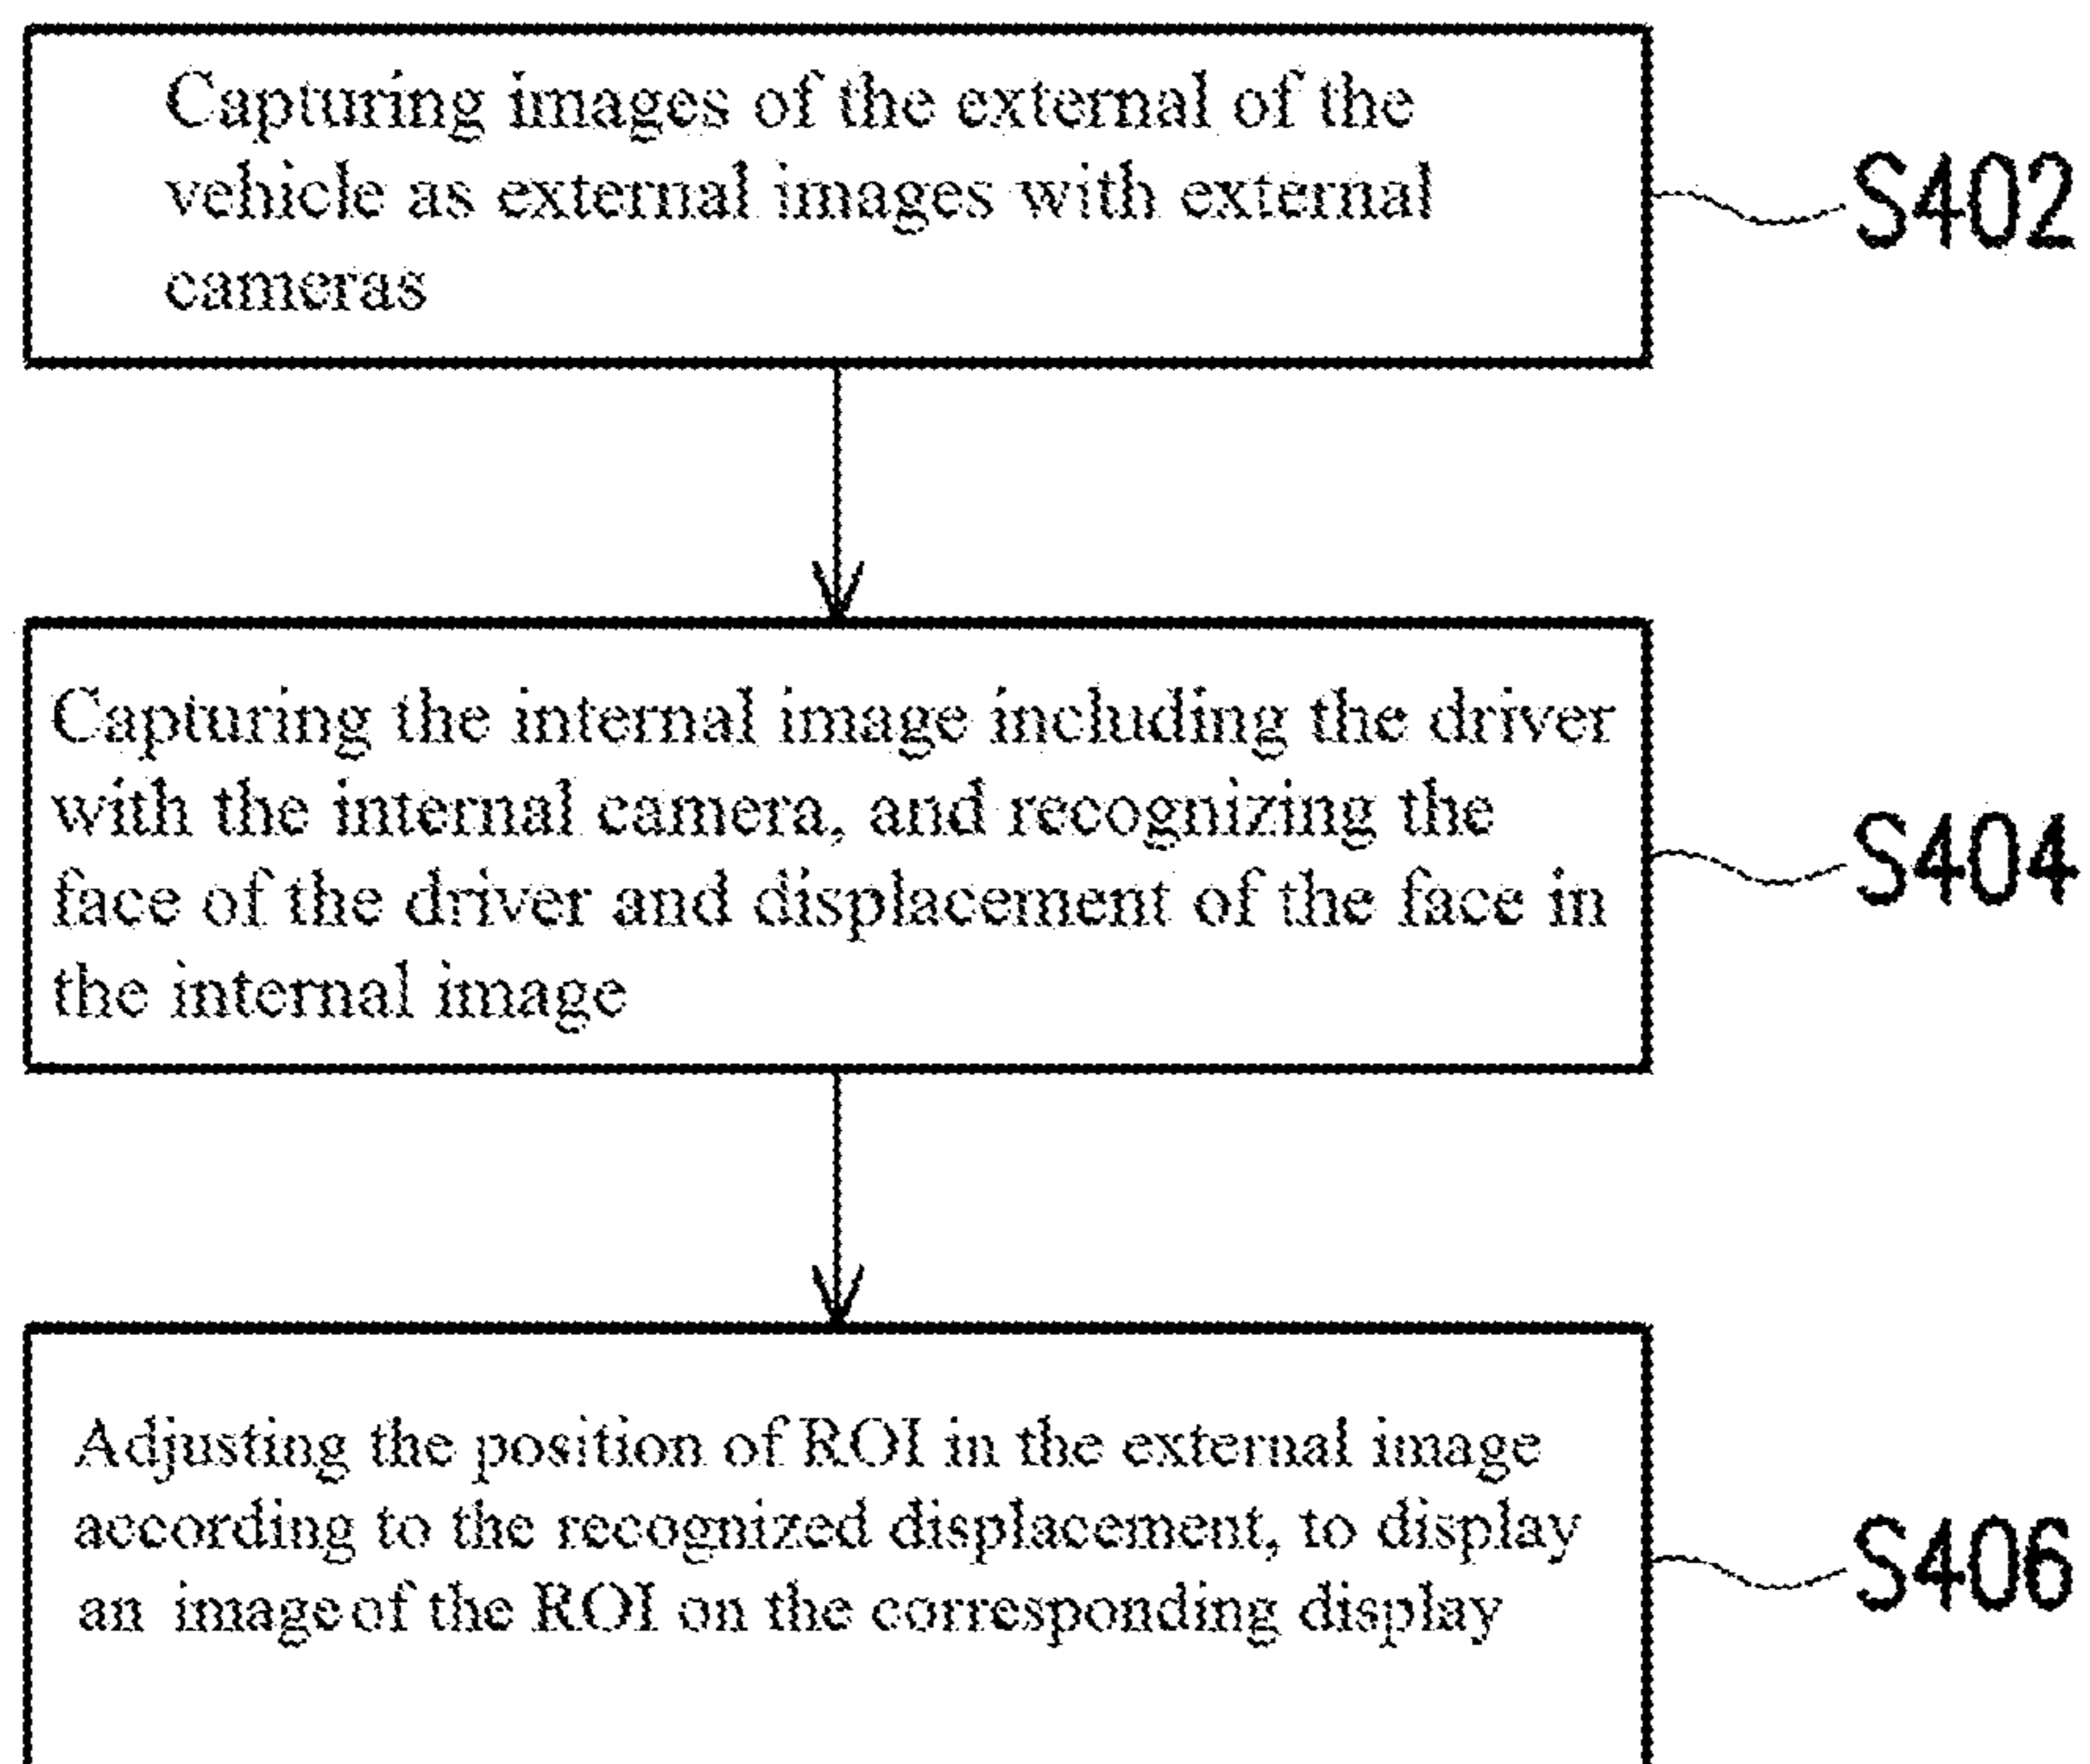 Capturing images of the external of the
vehicle as external images with external
cameras
S402
Capturing the internal image including the driver
with the internal camera, and recognizing the
face of the driver and displacement of the face in
the internal image
S404
Adjusting the position of ROI in the external image
according to the recognized displacement, to display
an image of the ROI on the corresponding display
S406